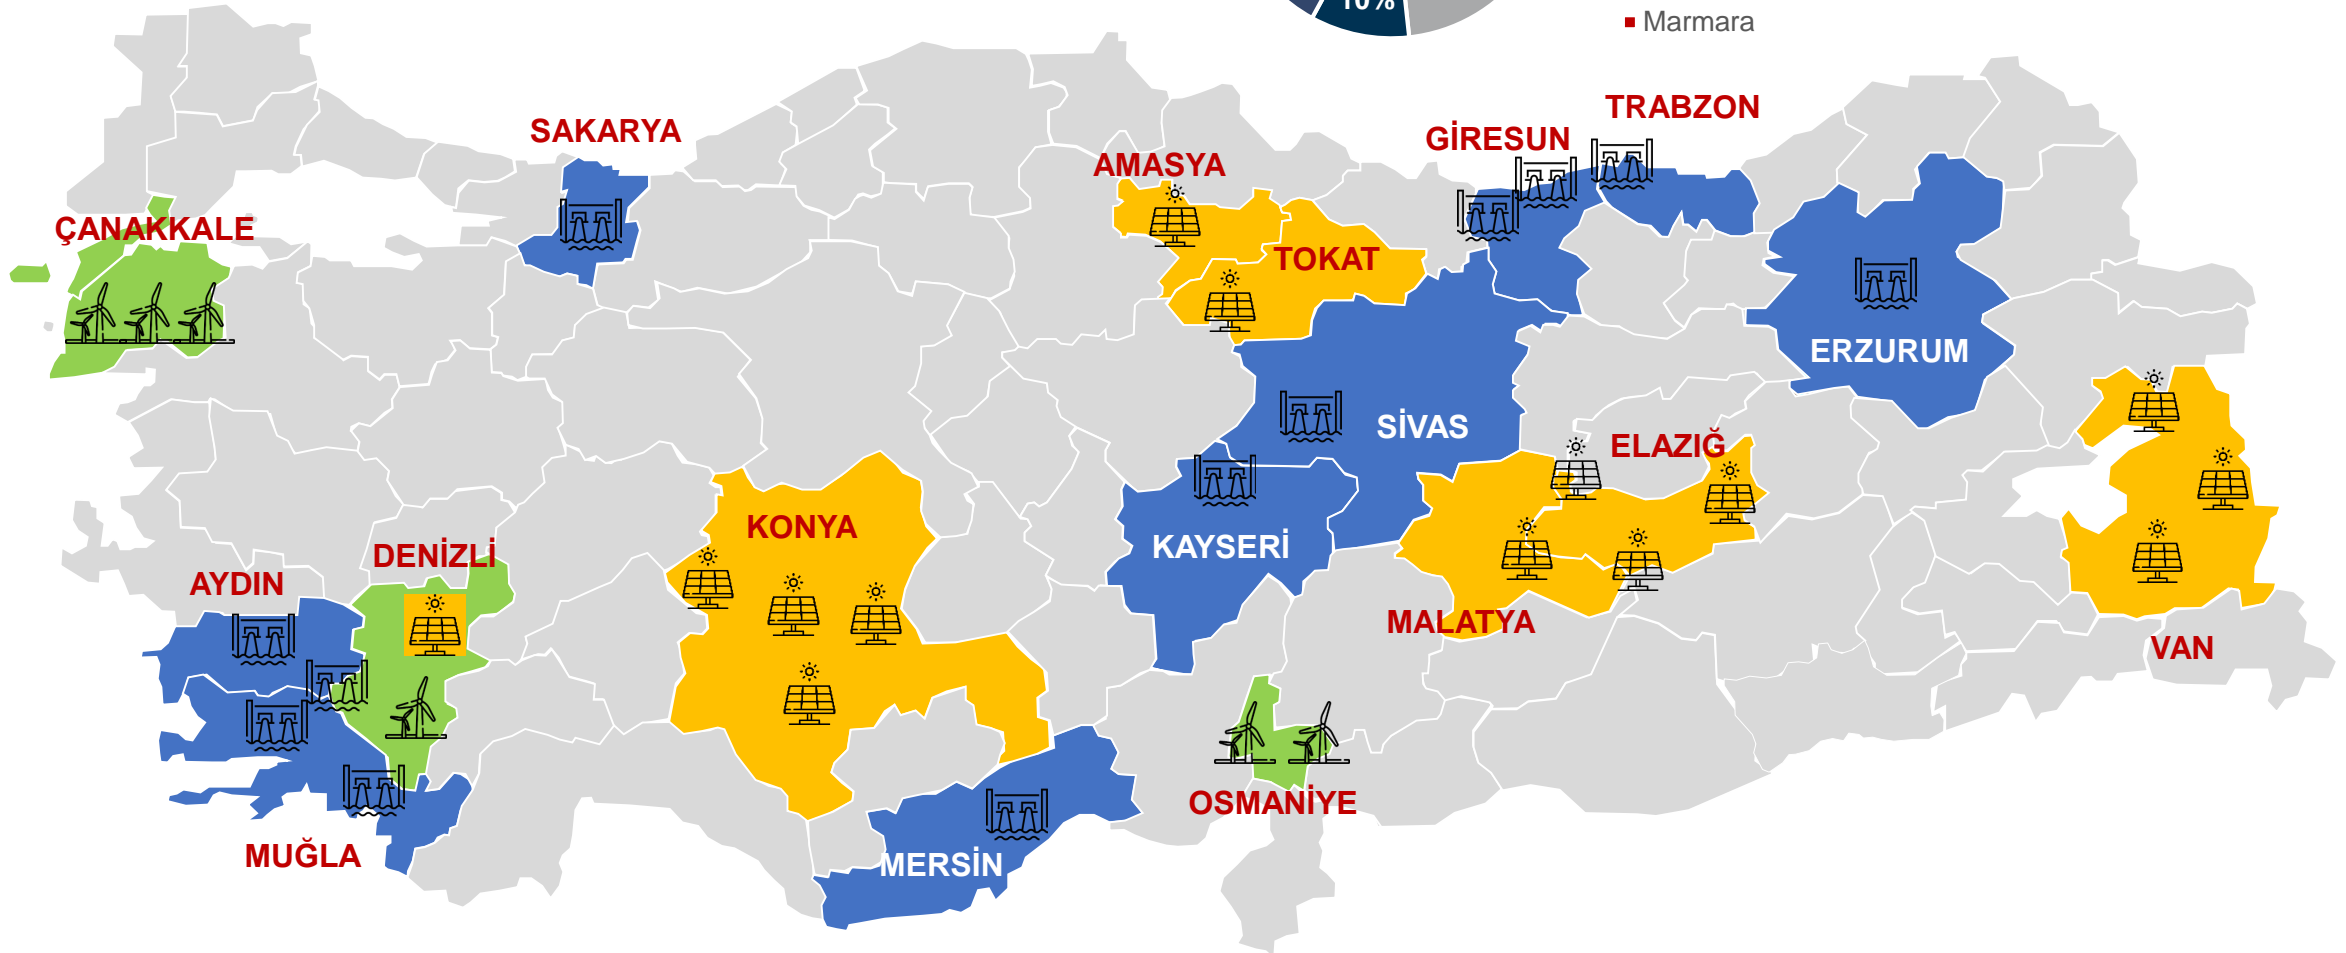 10%
Marmara
TRABZON
SAKARYA
GİRESUN
AMASYA
ÇANAKKALE
TOKAT
ERZURUM
SİVAS
ELAZIĞ
KONYA
KAYSERİ
DENİZLİ
AYDIN
MALATYA
VAN
OSMANİYE
MUĞLA
MERSİN